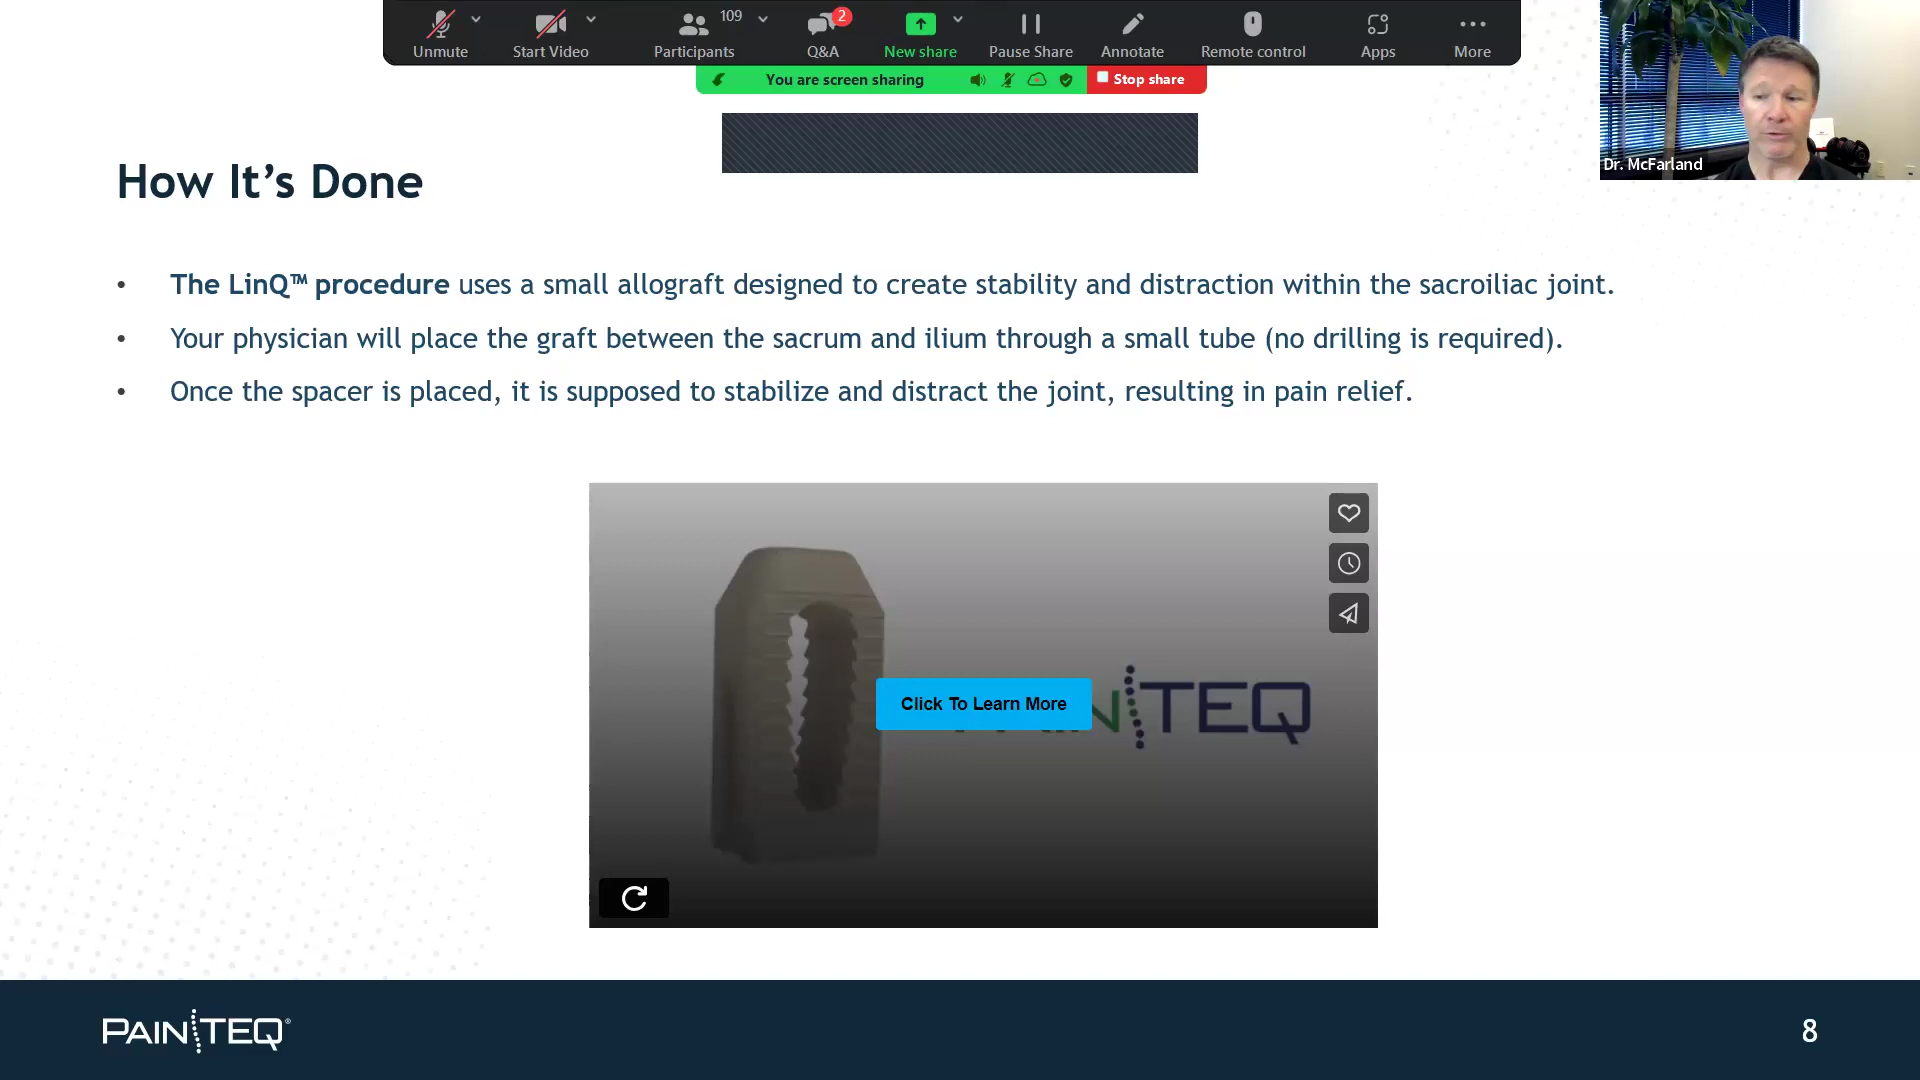 Unmute
Start Video
109
Participants
2
Q&A
New share
Pause Share
Annotate
Remote control
Apps
More
You are screen sharing
Stop share
Dr. McFarland
How It’s Done
• The LinQ™ procedure uses a small allograft designed to create stability and distraction within the sacroiliac joint.
• Your physician will place the graft between the sacrum and ilium through a small tube (no drilling is required).
• Once the spacer is placed, it is supposed to stabilize and distract the joint, resulting in pain relief.
Click To Learn More
TEQ
PAINTEQ®
8